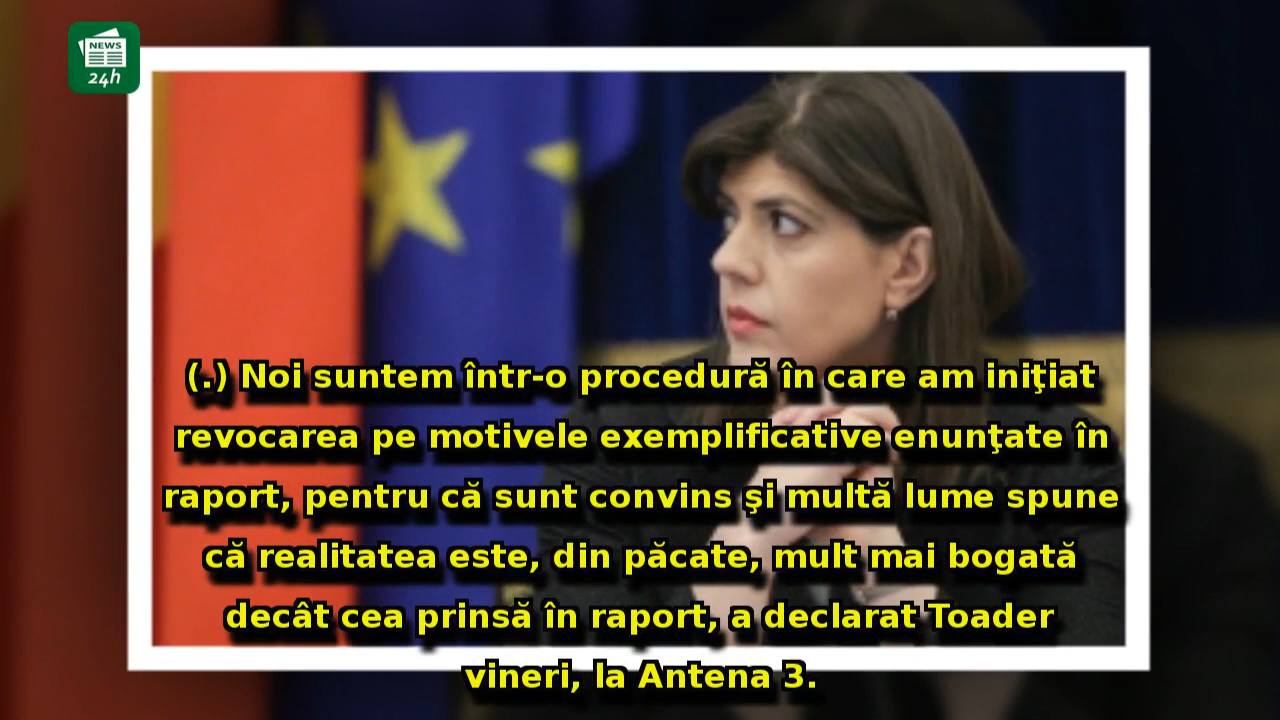 NEWS
24h
(.) Noi suntem într-o procedură în care am iniţiat
revocarea pe motivele exemplificative enunţate în
raport, pentru că sunt convins şi multă lume spune
că realitatea este, din păcate, mult mai bogată
decât cea prinsă în raport, a declarat Toader
vineri, la Antena 3.